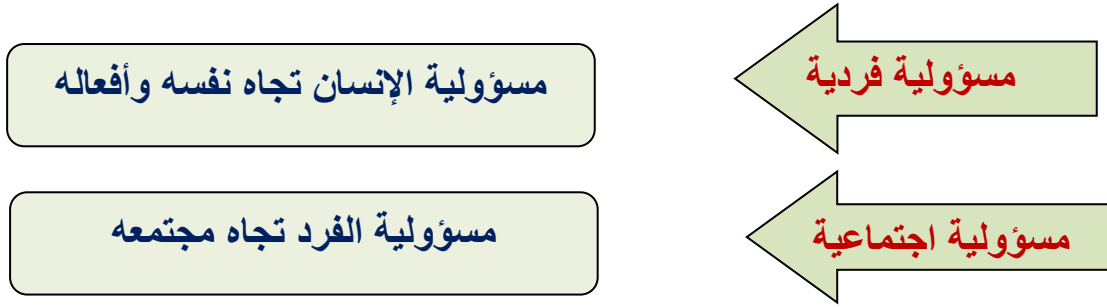 مسؤولية فردية
مسؤولية الإنسان تجاه نفسه وأفعاله
مسؤولية اجتماعية
مسؤولية الفرد تجاه مجتمعه